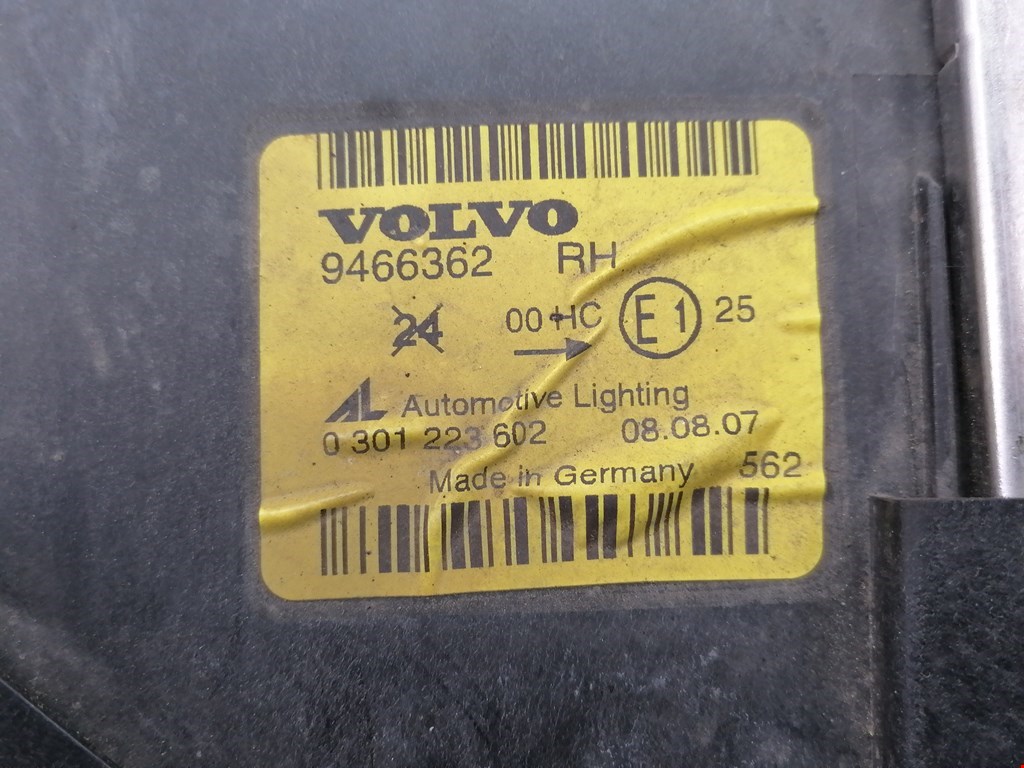 VOLVO
9466362 RH
24 00 HC E1 25
AL Automotive Lighting
0 301 223 602 08.08.07
Made in Germany 562